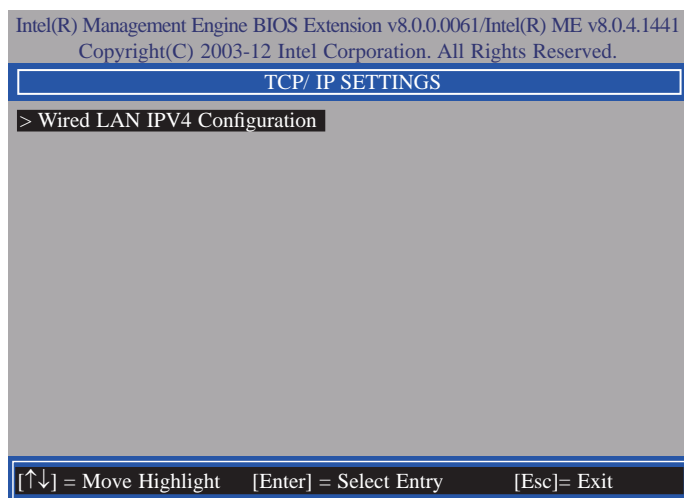 Intel(R) Management Engine BIOS Extension v8.0.0.0061/Intel(R) ME v8.0.4.1441
Copyright(C) 2003-12 Intel Corporation. All Rights Reserved.
TCP/ IP SETTINGS
> Wired LAN IPV4 Configuration
[↑↓] = Move Highlight [Enter] = Select Entry [Esc]= Exit